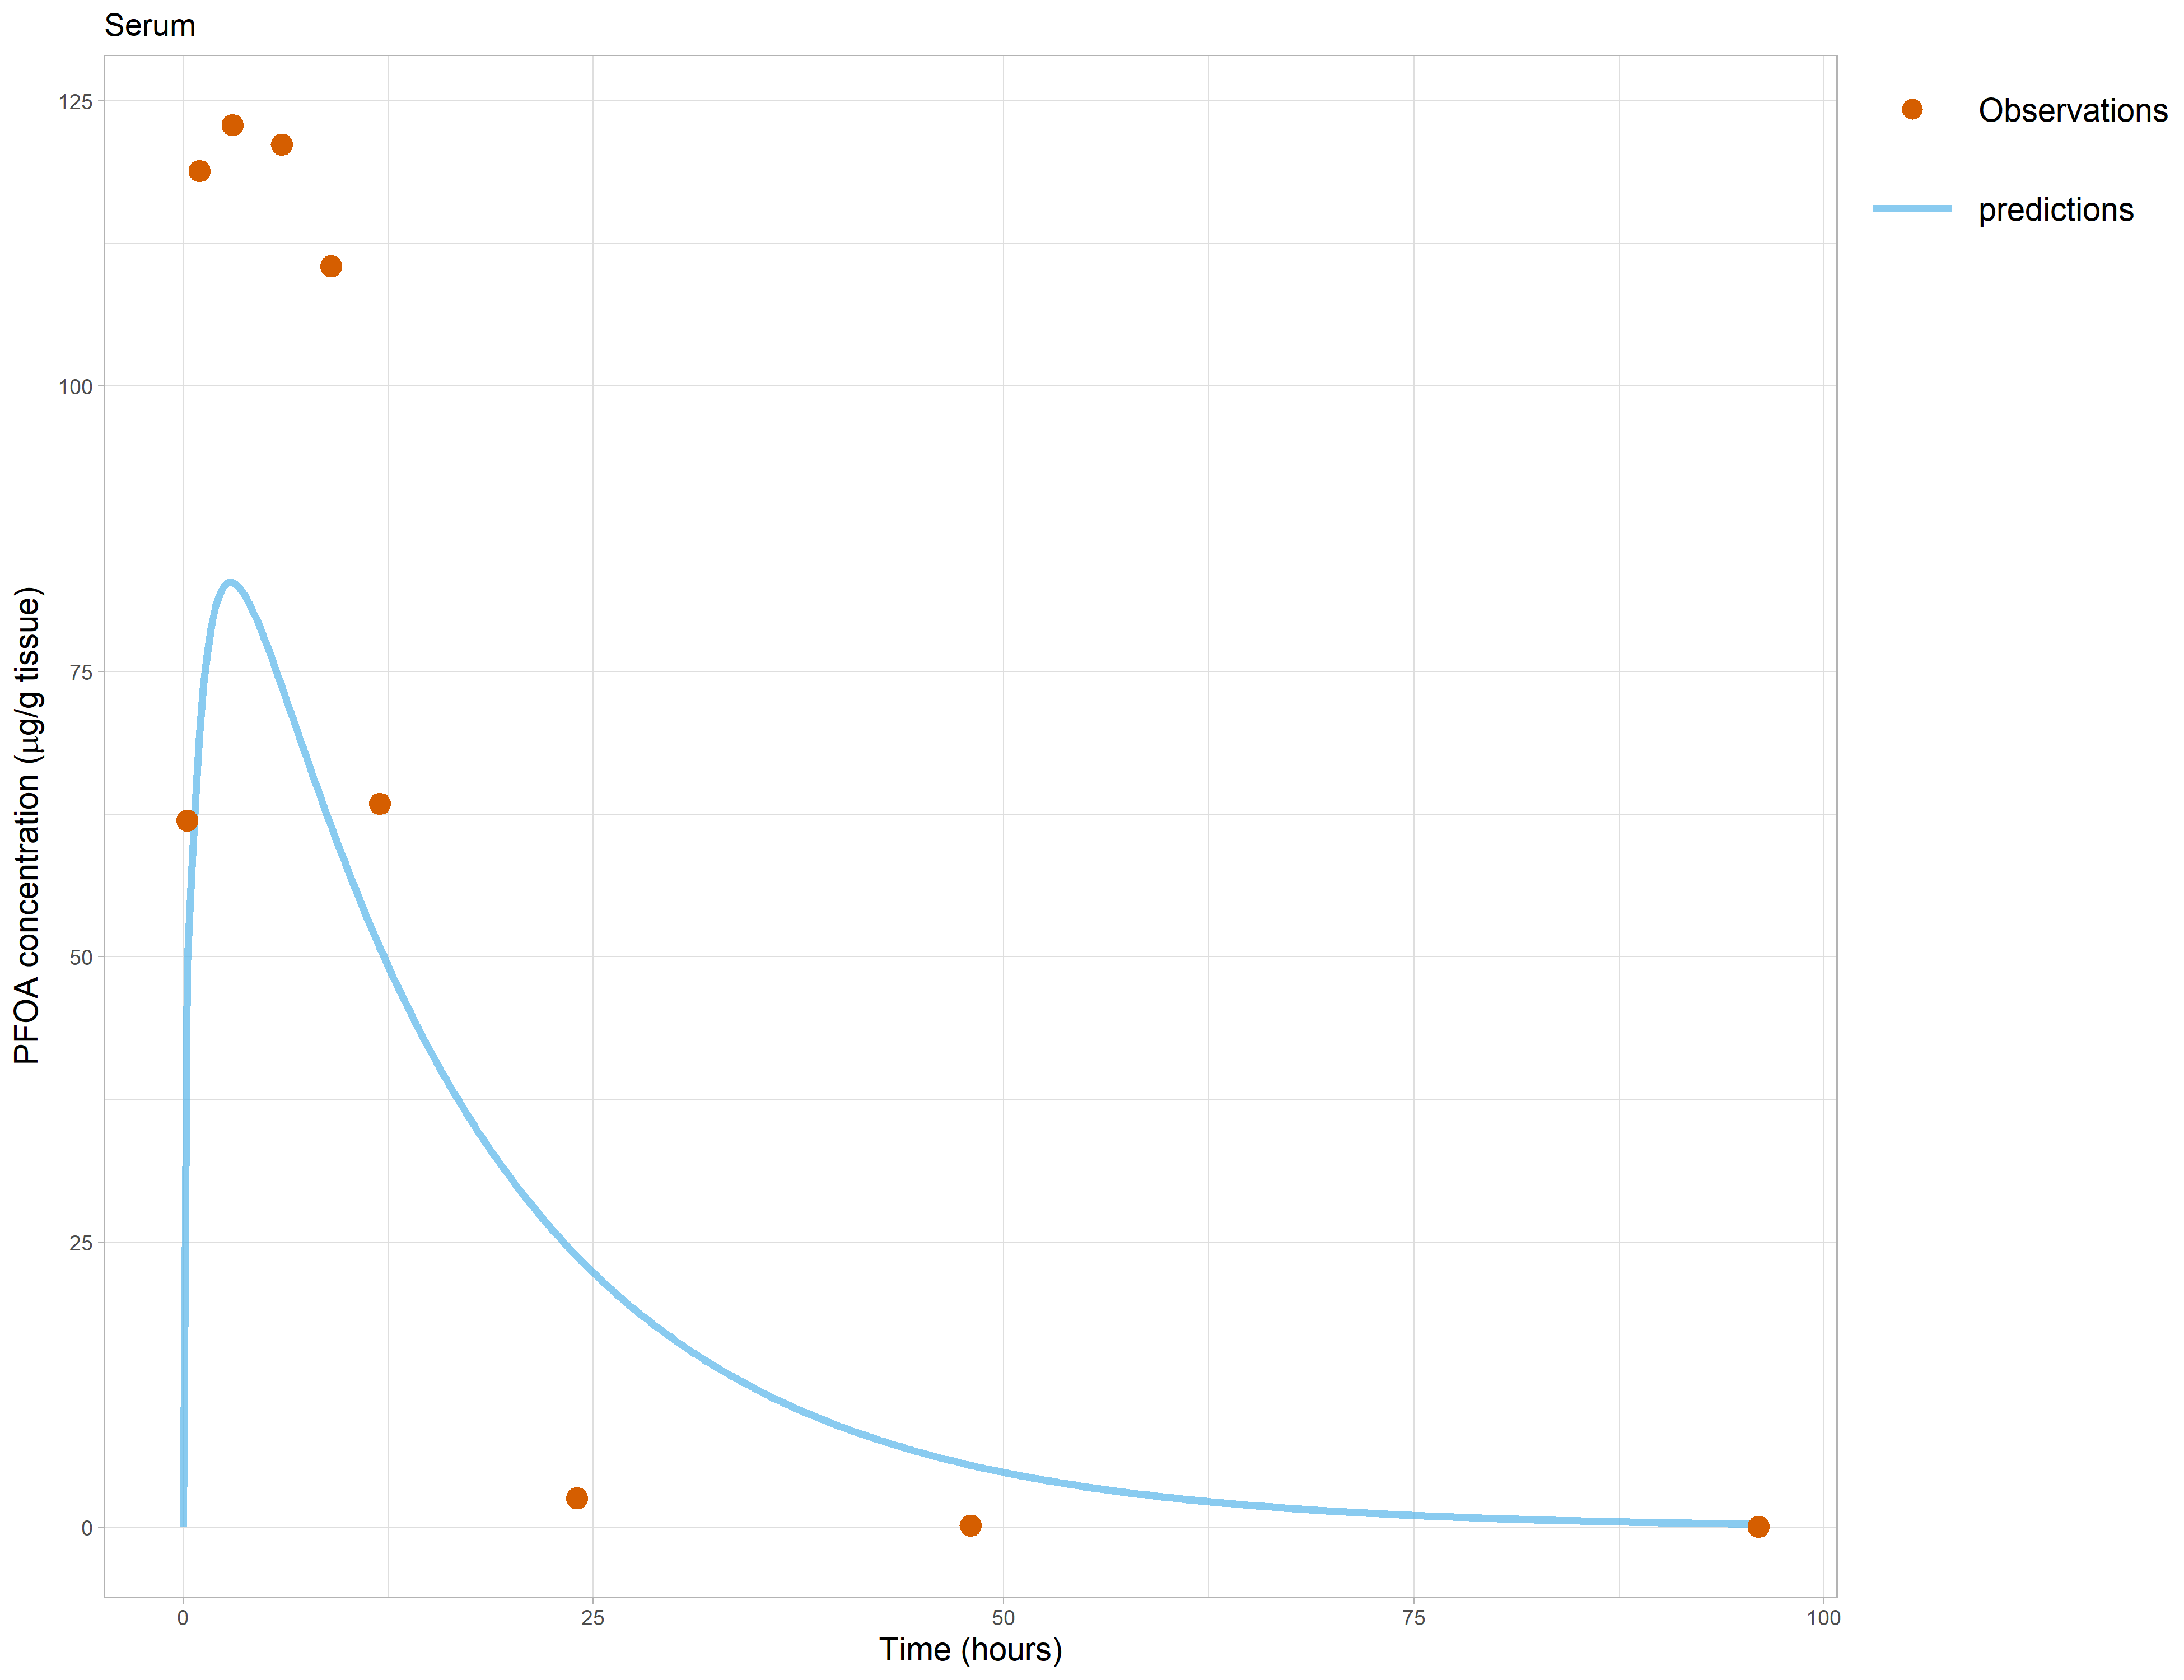 Serum
Observations
predictions
PFOA concentration (μg/g tissue)
125
100
75
50
25
0
0 25 50 75 100
Time (hours)